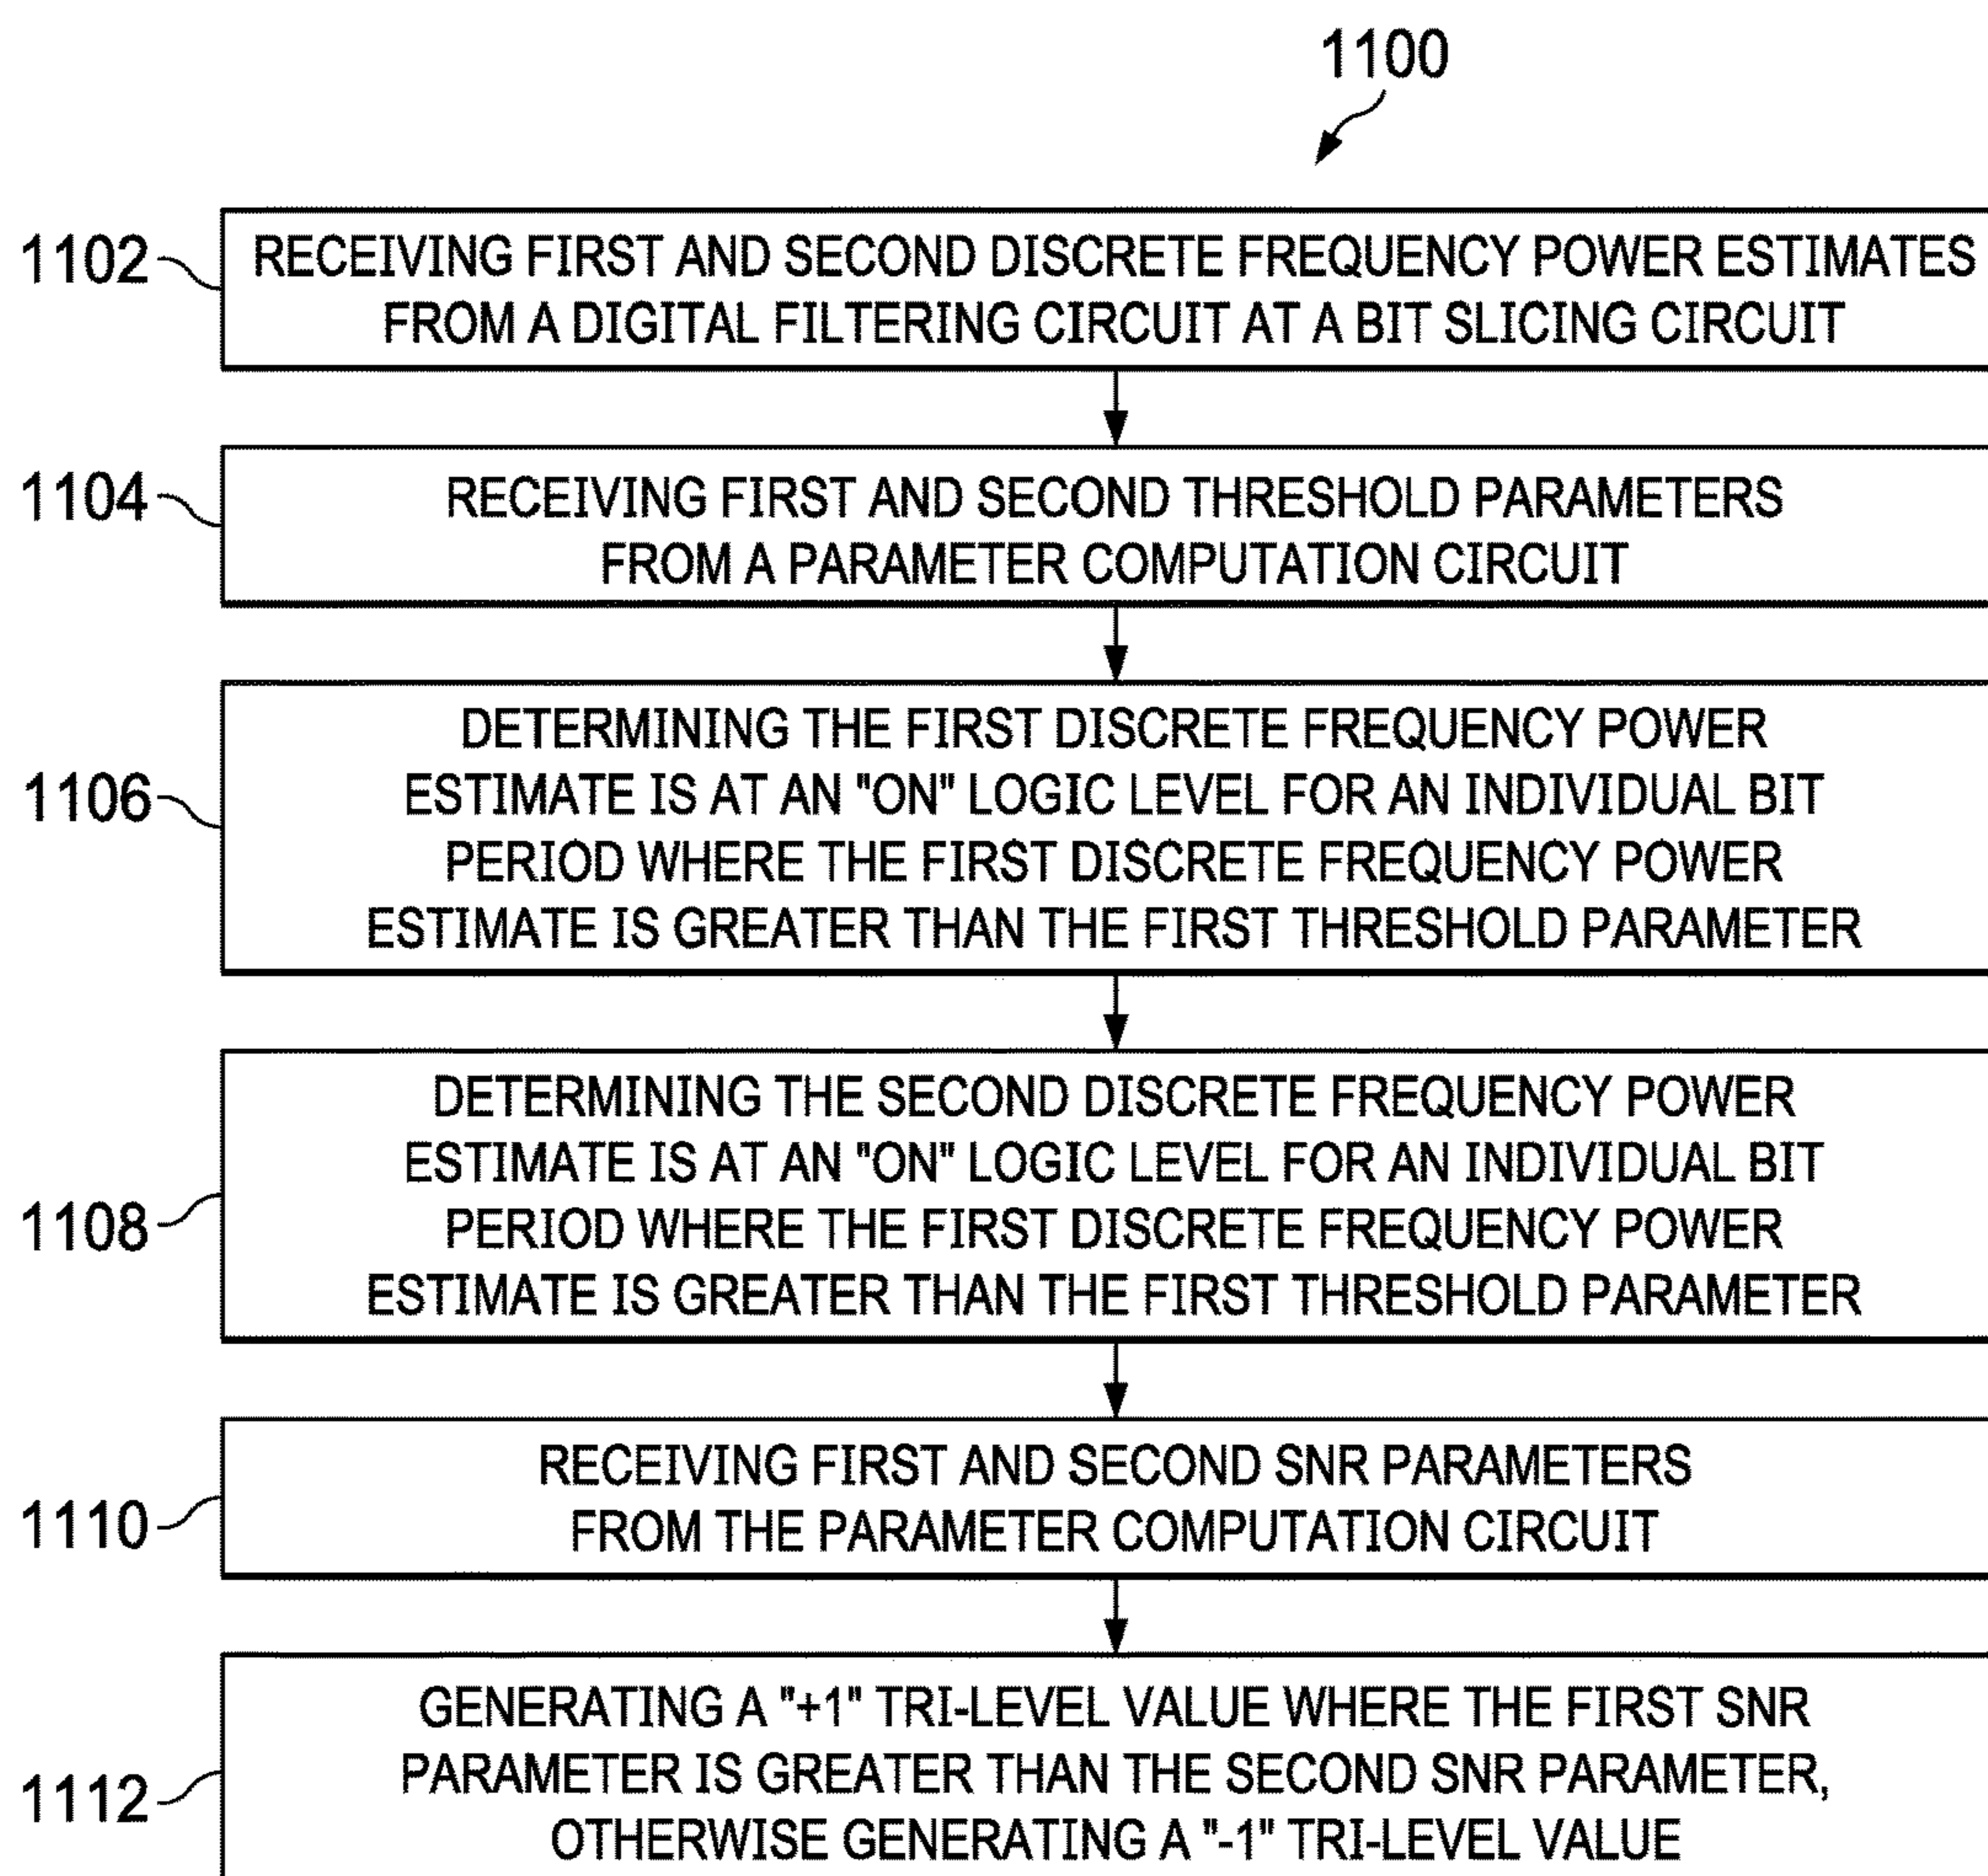 1100
1102
RECEIVING FIRST AND SECOND DISCRETE FREQUENCY POWER ESTIMATES
FROM A DIGITAL FILTERING CIRCUIT AT A BIT SLICING CIRCUIT
1104
RECEIVING FIRST AND SECOND THRESHOLD PARAMETERS
FROM A PARAMETER COMPUTATION CIRCUIT
1106
DETERMINING THE FIRST DISCRETE FREQUENCY POWER
ESTIMATE IS AT AN "ON" LOGIC LEVEL FOR AN INDIVIDUAL BIT
PERIOD WHERE THE FIRST DISCRETE FREQUENCY POWER
ESTIMATE IS GREATER THAN THE FIRST THRESHOLD PARAMETER
1108
DETERMINING THE SECOND DISCRETE FREQUENCY POWER
ESTIMATE IS AT AN "ON" LOGIC LEVEL FOR AN INDIVIDUAL BIT
PERIOD WHERE THE FIRST DISCRETE FREQUENCY POWER
ESTIMATE IS GREATER THAN THE FIRST THRESHOLD PARAMETER
1110
RECEIVING FIRST AND SECOND SNR PARAMETERS
FROM THE PARAMETER COMPUTATION CIRCUIT
1112
GENERATING A "+1" TRI-LEVEL VALUE WHERE THE FIRST SNR
PARAMETER IS GREATER THAN THE SECOND SNR PARAMETER,
OTHERWISE GENERATING A "-1" TRI-LEVEL VALUE